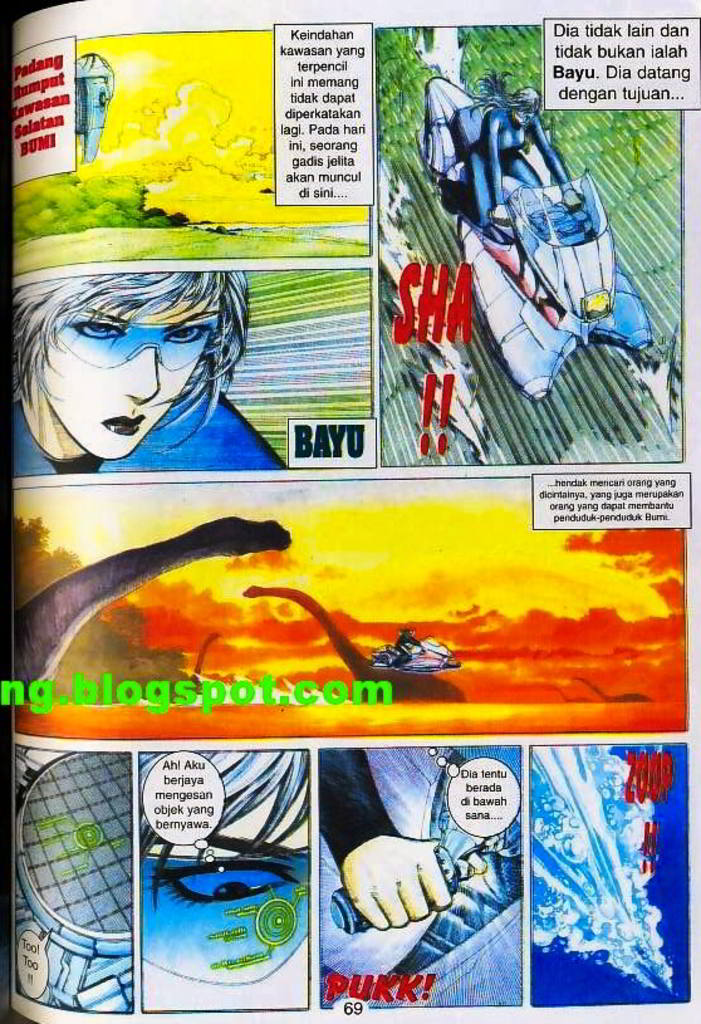 Padang
Rumput
Kawasan
Selatan
BUMI
Keindahan
kawasan yang
terpencil
ini memang
tidak dapat
diperkatakan
lagi. Pada hari
ini, seorang
gadis jelita
akan muncul
di sini....
Dia tidak lain dan
tidak bukan ialah
Bayu. Dia datang
dengan tujuan...
SHA
!!
BAYU
...hendak mencari orang yang
dicintainya, yang juga merupakan
orang yang dapat membantu
penduduk-penduduk Bumi.
ng.blogspot.com
Too!
Too
!!
Ah! Aku
berjaya
mengesan
objek yang
bernyawa.
Dia tentu
berada
di bawah
sana....
PUKK!
ZOOP
!!
69